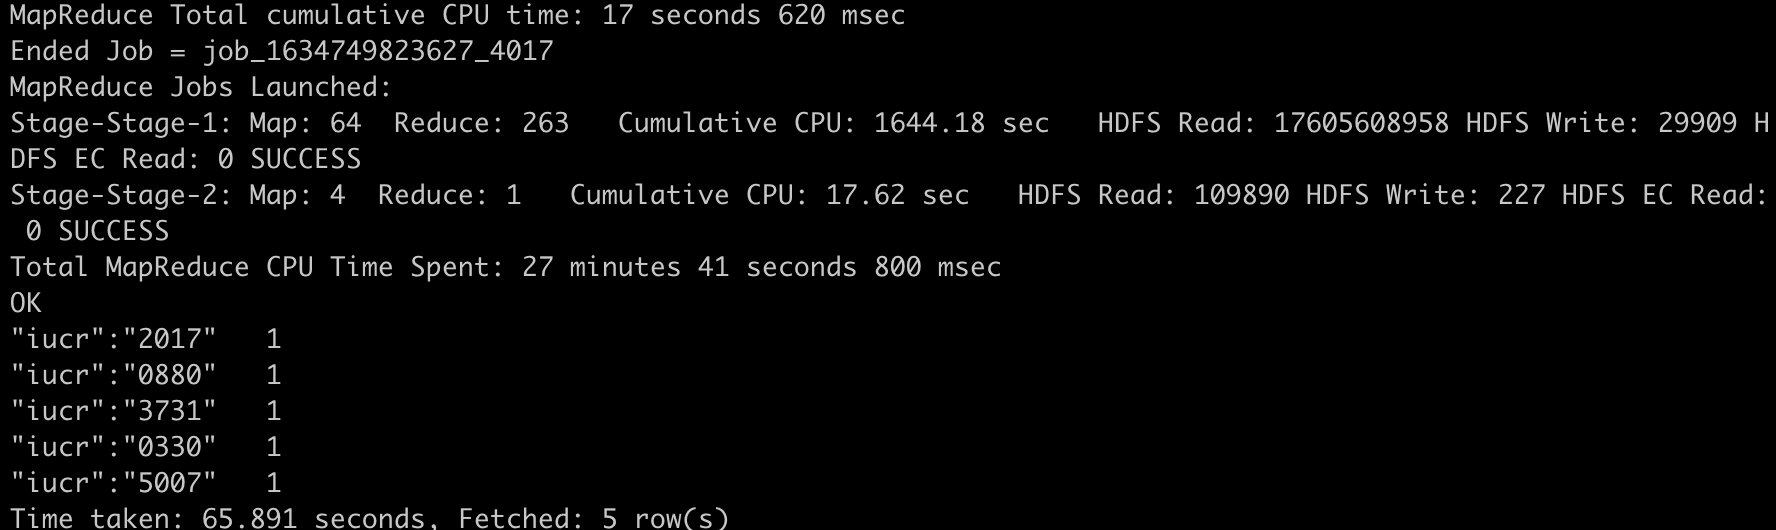 MapReduce Total cumulative CPU time: 17 seconds 620 msec
Ended Job = job_1634749823627_4017
MapReduce Jobs Launched:
Stage-Stage-1: Map: 64  Reduce: 263   Cumulative CPU: 1644.18 sec   HDFS Read: 17605608958 HDFS Write: 29909 H
DFS EC Read: 0 SUCCESS
Stage-Stage-2: Map: 4  Reduce: 1   Cumulative CPU: 17.62 sec   HDFS Read: 109890 HDFS Write: 227 HDFS EC Read:
 0 SUCCESS
Total MapReduce CPU Time Spent: 27 minutes 41 seconds 800 msec
OK
"iucr":"2017"   1
"iucr":"0880"   1
"iucr":"3731"   1
"iucr":"0330"   1
"iucr":"5007"   1
Time taken: 65.891 seconds, Fetched: 5 row(s)